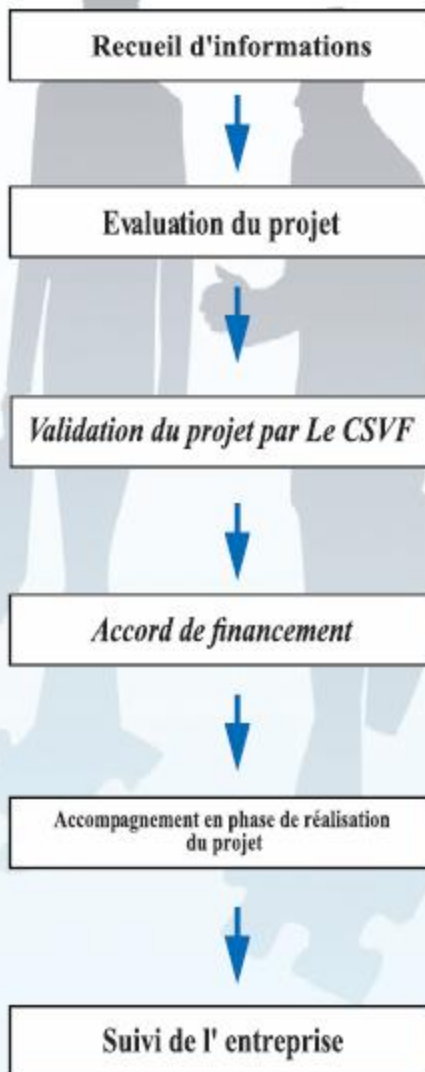 Recueil d'informations
Evaluation du projet
Validation du projet par Le CSVF
Accord de financement
Accompagnement en phase de réalisation
du projet
Suivi de l' entreprise